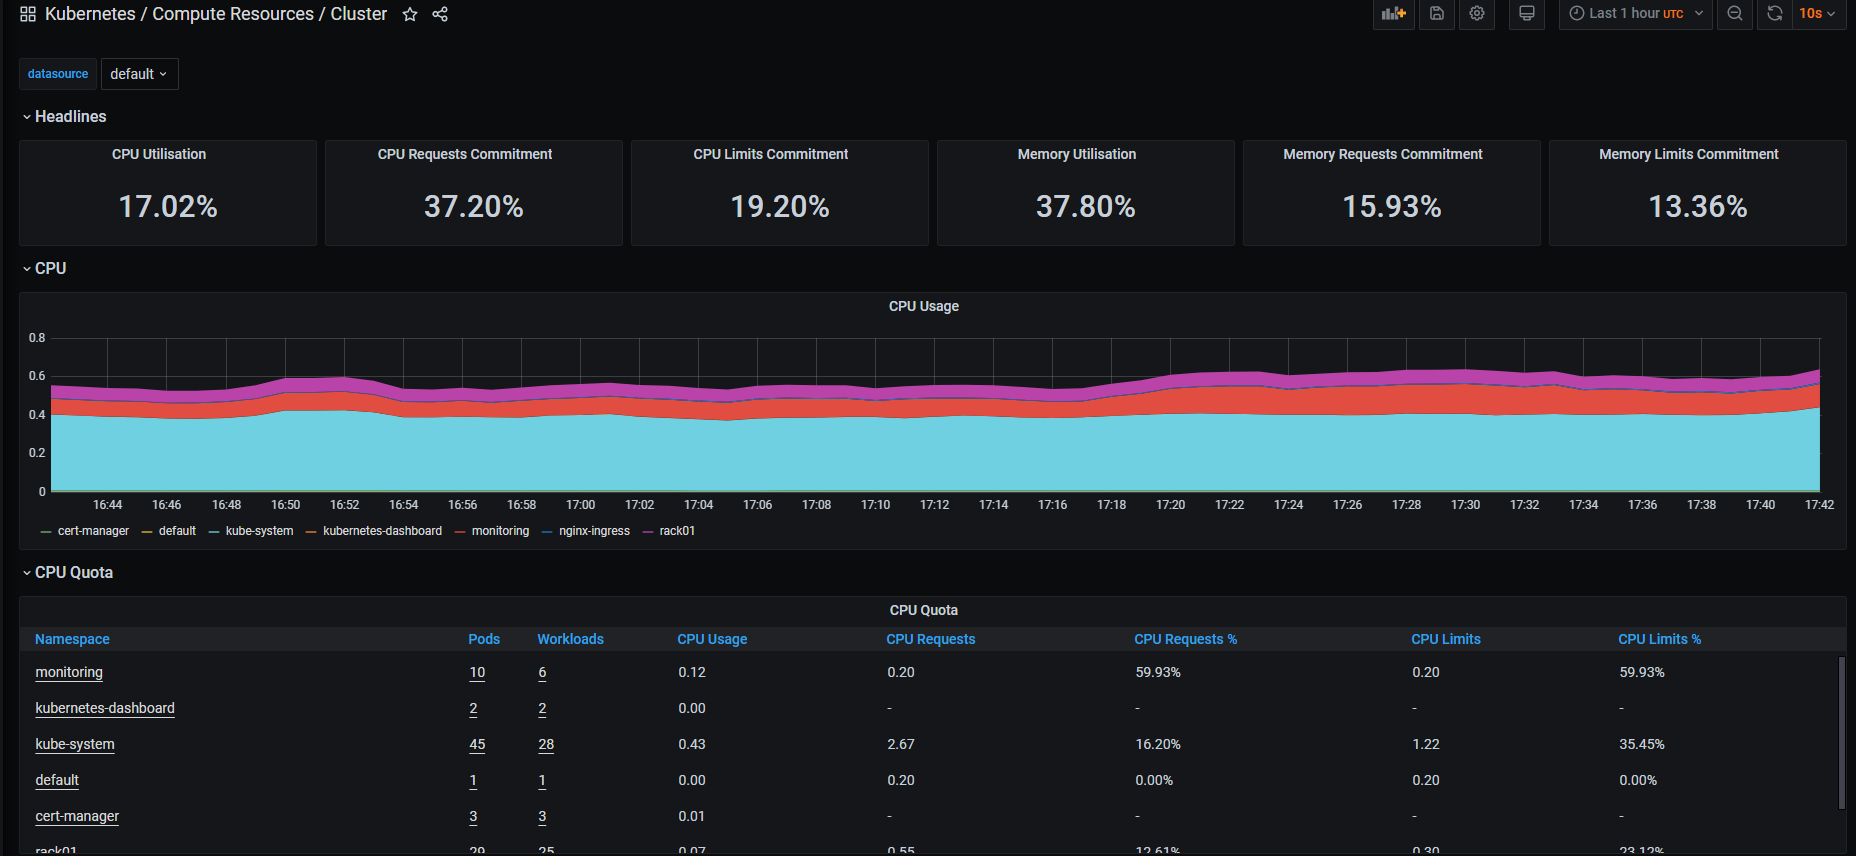 Kubernetes / Compute Resources / Cluster
Last 1 hour UTC
10s
datasource default
Headlines
CPU Utilisation
17.02%
CPU Requests Commitment
37.20%
CPU Limits Commitment
19.20%
Memory Utilisation
37.80%
Memory Requests Commitment
15.93%
Memory Limits Commitment
13.36%
CPU
CPU Usage
0.8
0.6
0.4
0.2
0
16:44 16:46 16:48 16:50 16:52 16:54 16:56 16:58 17:00 17:02 17:04 17:06 17:08 17:10 17:12 17:14 17:16 17:18 17:20 17:22 17:24 17:26 17:28 17:30 17:32 17:34 17:36 17:38 17:40 17:42
cert-manager default kube-system kubernetes-dashboard monitoring nginx-ingress rack01
CPU Quota
CPU Quota
Namespace Pods Workloads CPU Usage CPU Requests CPU Requests % CPU Limits CPU Limits %
monitoring 10 6 0.12 0.20 59.93% 0.20 59.93%
kubernetes-dashboard 2 2 0.00 - - - -
kube-system 45 28 0.43 2.67 16.20% 1.22 35.45%
default 1 1 0.00 0.20 0.00% 0.20 0.00%
cert-manager 3 3 0.01 - - - -
rack01 29 25 0.07 0.55 12.61% 0.30 23.12%